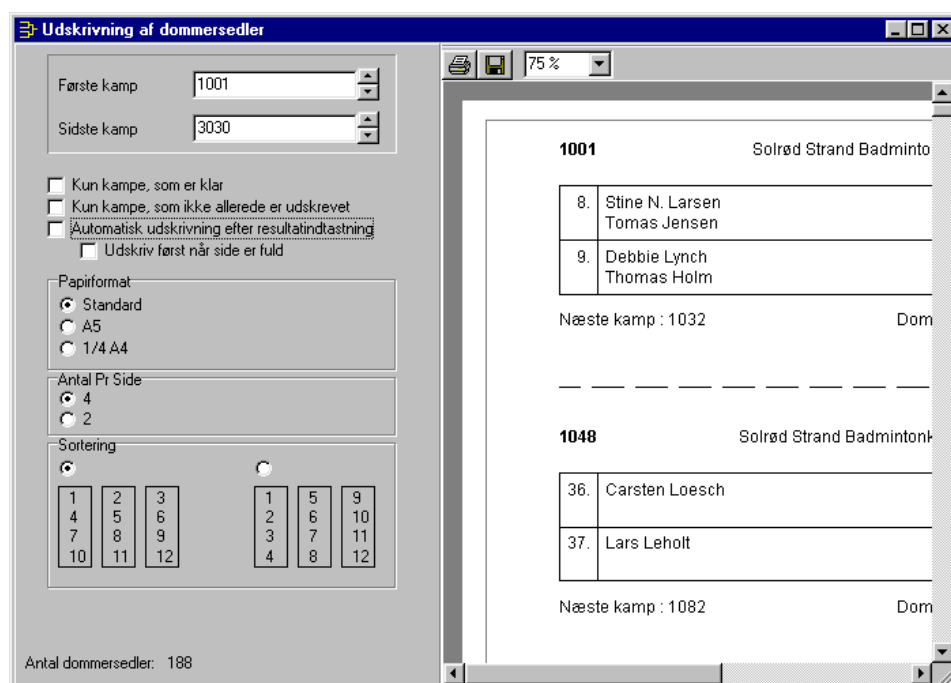 Udskrivning af dommersedler
Første kamp 1001
Sidste kamp 3030
Kun kampe, som er klar
Kun kampe, som ikke allerede er udskrevet
Automatisk udskrivning efter resultatindtastning
Udskriv først når side er fuld
Papirformat
Standard
A5
1/4 A4
Antal Pr Side
4
2
Sortering
1 2 3 1 5 9
4 5 6 2 6 10
7 8 9 3 7 11
10 11 12 4 8 12
Antal dommersedler: 188
75 %
1001 Solrød Strand Badminto
8. Stine N. Larsen
Tomas Jensen
9. Debbie Lynch
Thomas Holm
Næste kamp : 1032 Dom
1048 Solrød Strand Badmintonk
36. Carsten Loesch
37. Lars Leholt
Næste kamp : 1082 Dom